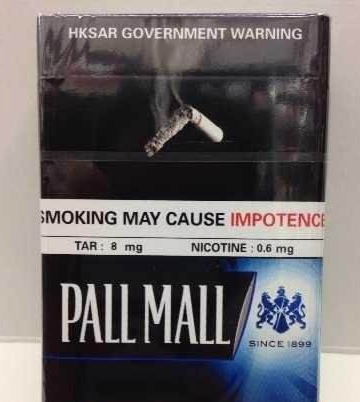 HKSAR GOVERNMENT WARNING
SMOKING MAY CAUSE IMPOTENCE
TAR : 8 mg NICOTINE : 0.6 mg
PALL MALL
SINCE 1899